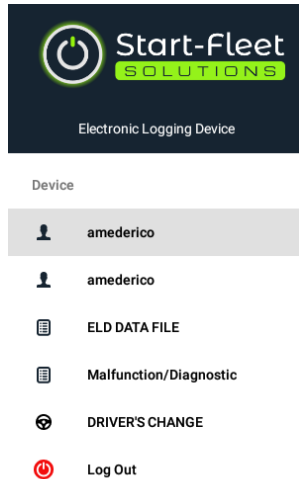 Start-Fleet
SOLUTIONS
Electronic Logging Device
Device
amederico
amederico
ELD DATA FILE
Malfunction/Diagnostic
DRIVER'S CHANGE
Log Out